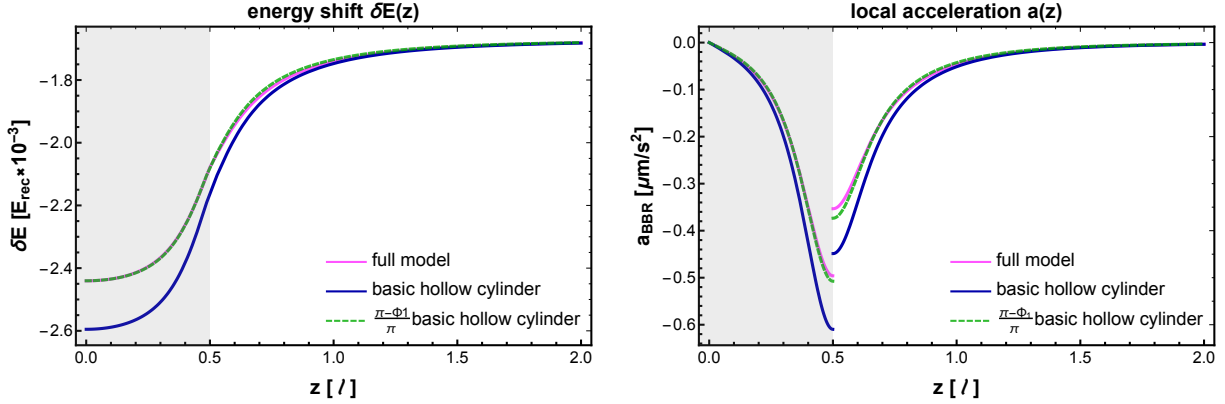 energy shift δE(z)
δE [E_rec×10⁻³]
−1.8
−2.0
−2.2
−2.4
−2.6
0.0 0.5 1.0 1.5 2.0
z [ l ]
full model
basic hollow cylinder
π−Φ1/π basic hollow cylinder
local acceleration a(z)
a_BBR [μm/s²]
0.0
−0.1
−0.2
−0.3
−0.4
−0.5
−0.6
0.0 0.5 1.0 1.5 2.0
z [ l ]
full model
basic hollow cylinder
π−Φ₁/π basic hollow cylinder